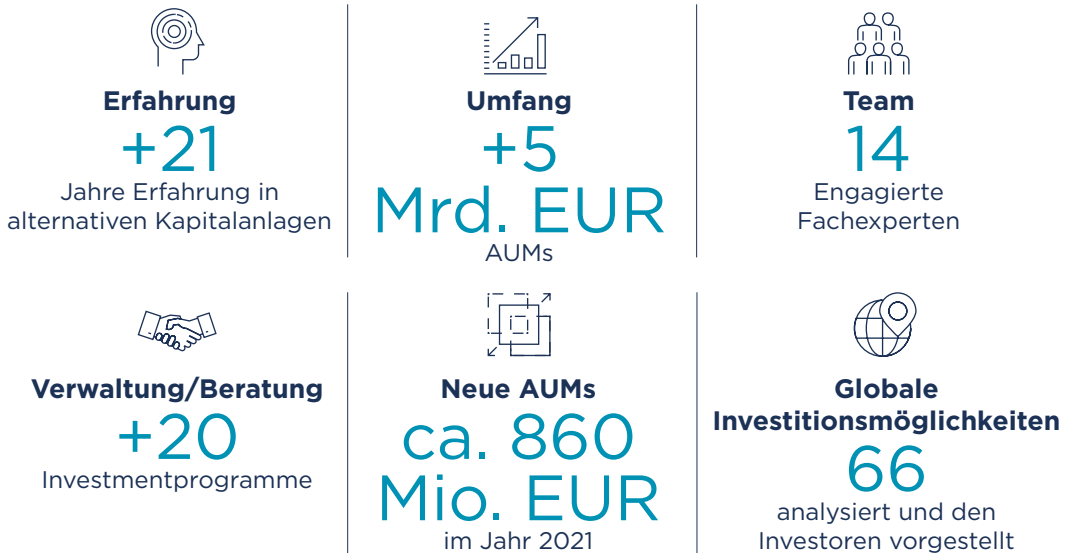 Erfahrung
+21
Jahre Erfahrung in
alternativen Kapitalanlagen
Umfang
+5
Mrd. EUR
AUMs
Team
14
Engagierte
Fachexperten
Verwaltung/Beratung
+20
Investmentprogramme
Neue AUMs
ca. 860
Mio. EUR
im Jahr 2021
Globale
Investitionsmöglichkeiten
66
analysiert und den
Investoren vorgestellt